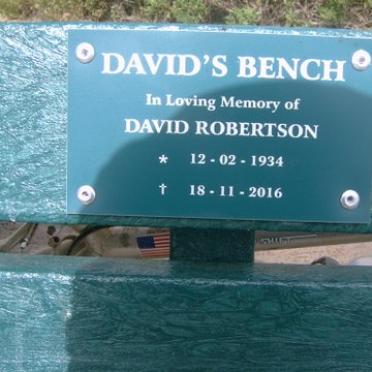 DAVID'S BENCH
In Loving Memory of
DAVID ROBERTSON
* 12 - 02 - 1934
† 18 - 11 - 2016